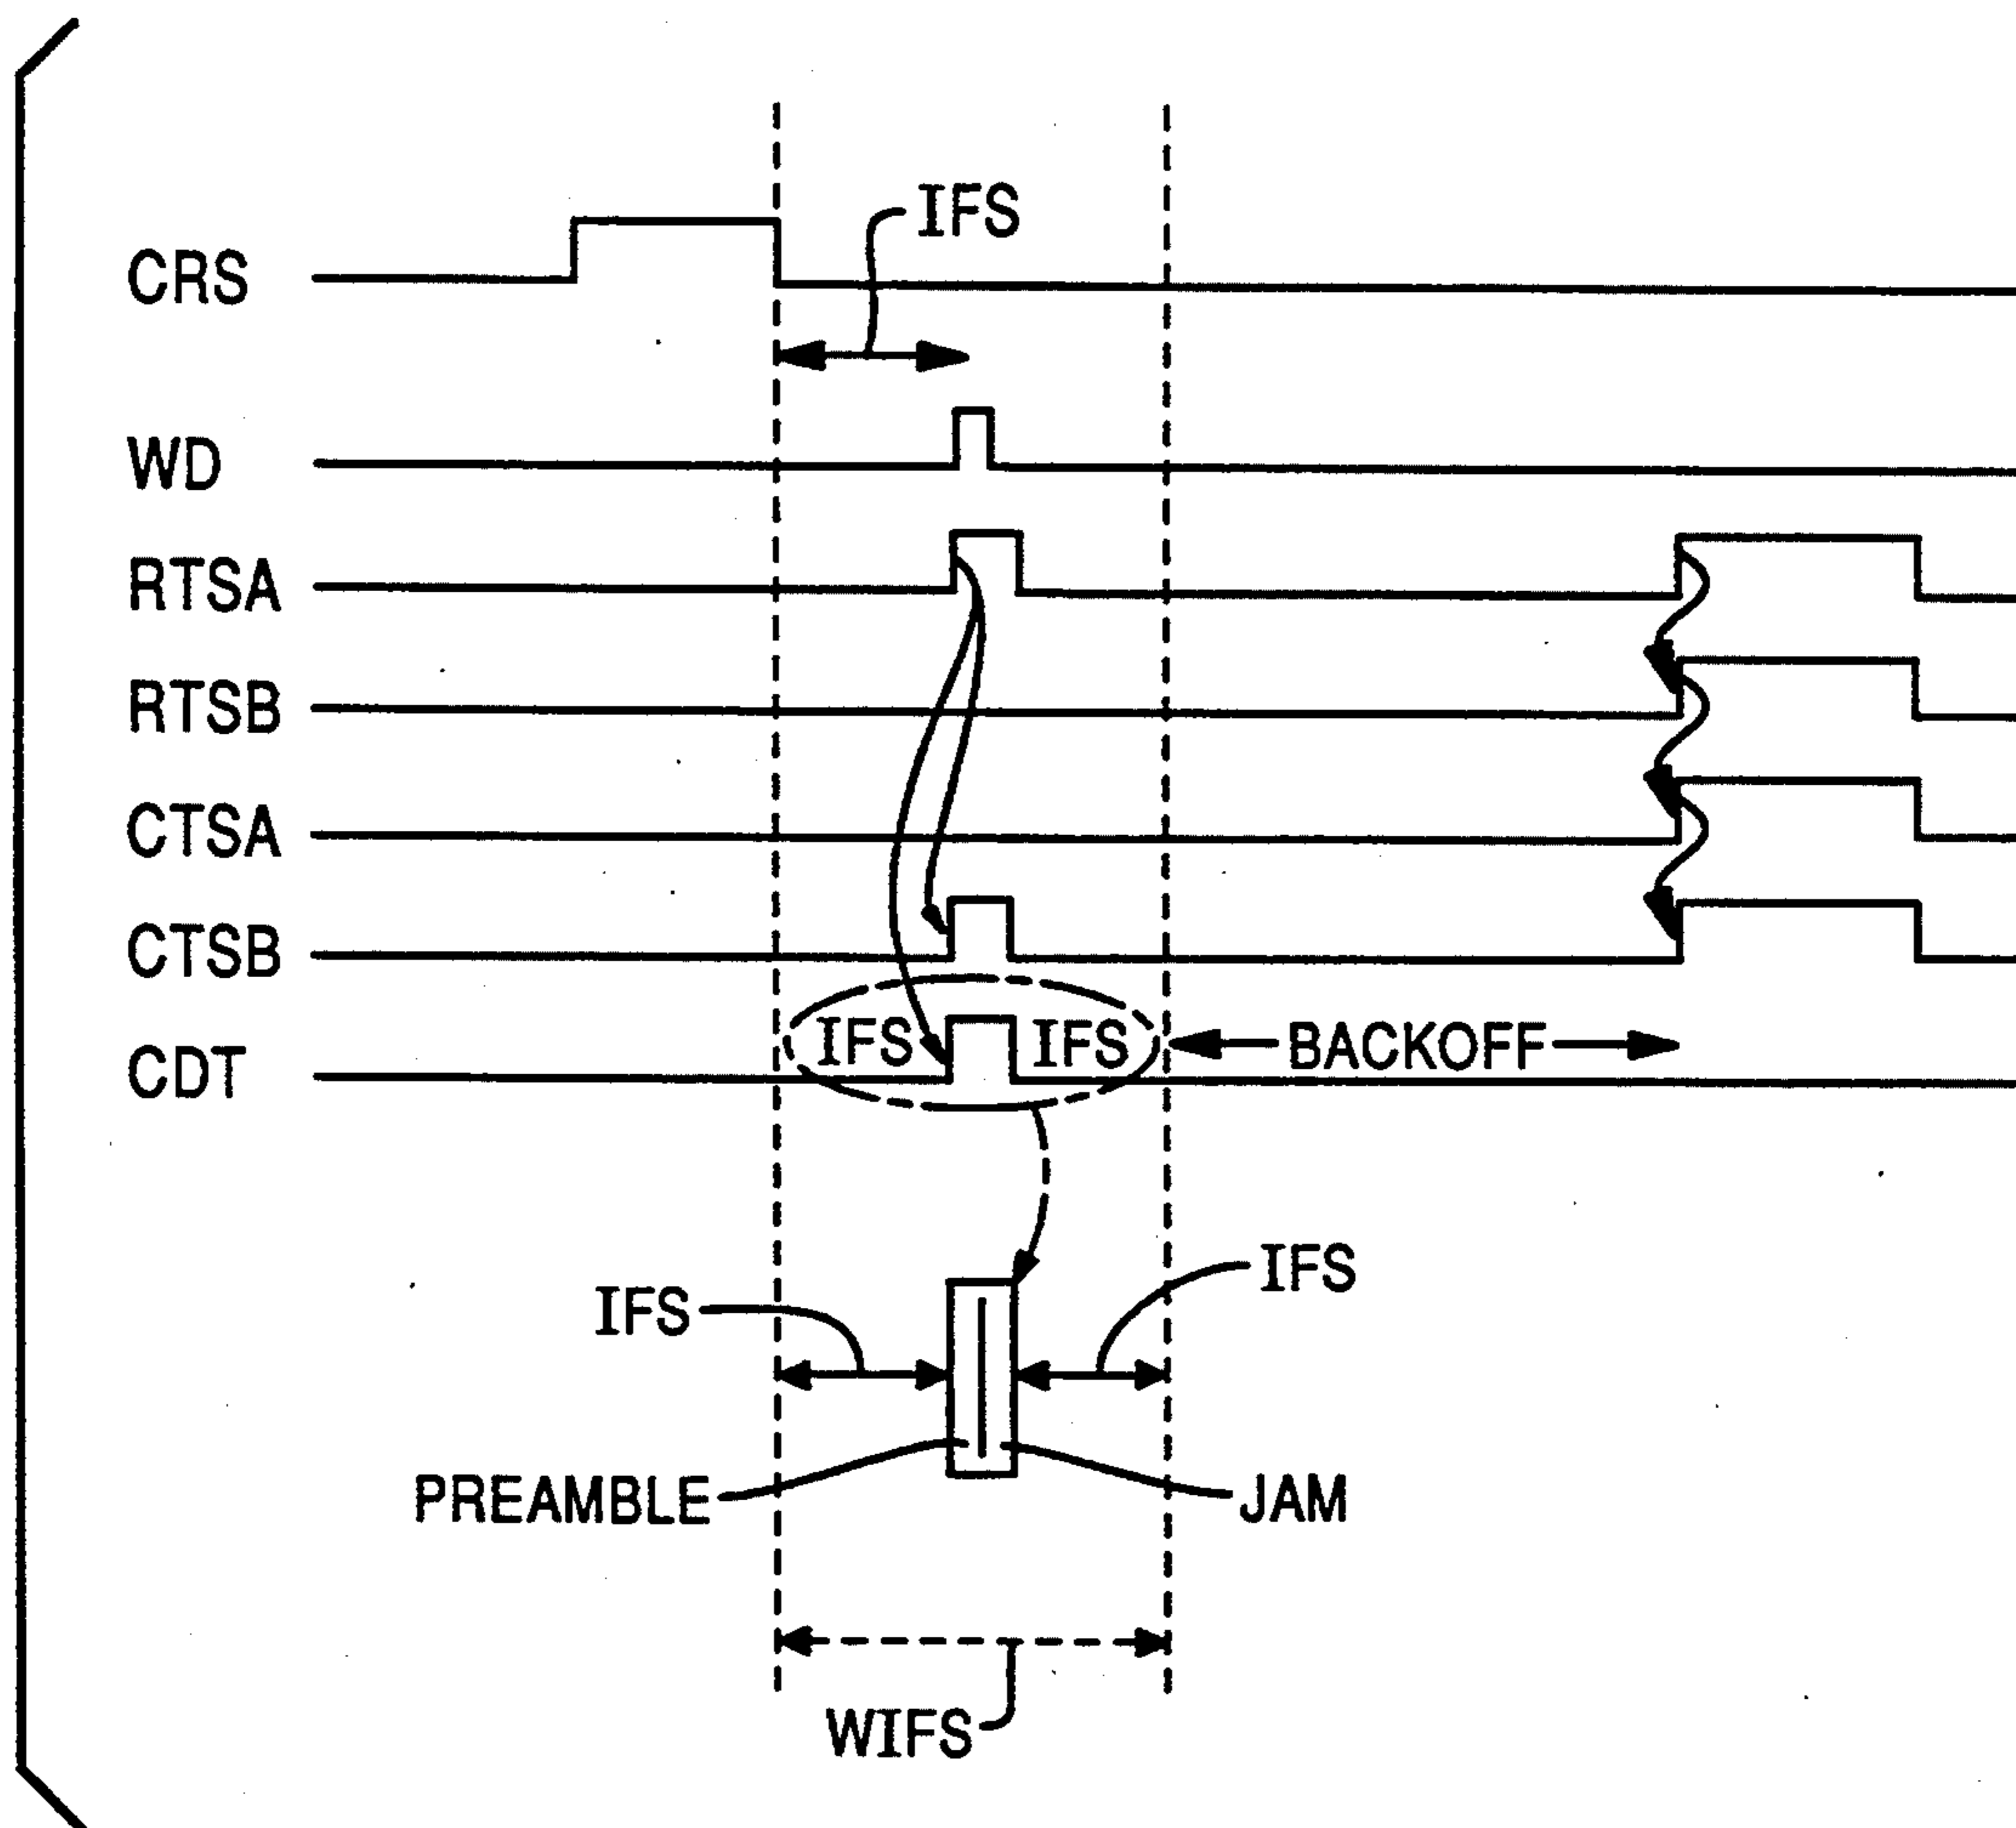 IFS
CRS
WD
RTSA
RTSB
CTSA
CTSB
IFS IFS BACKOFF
CDT
IFS
IFS
PREAMBLE JAM
WIFS